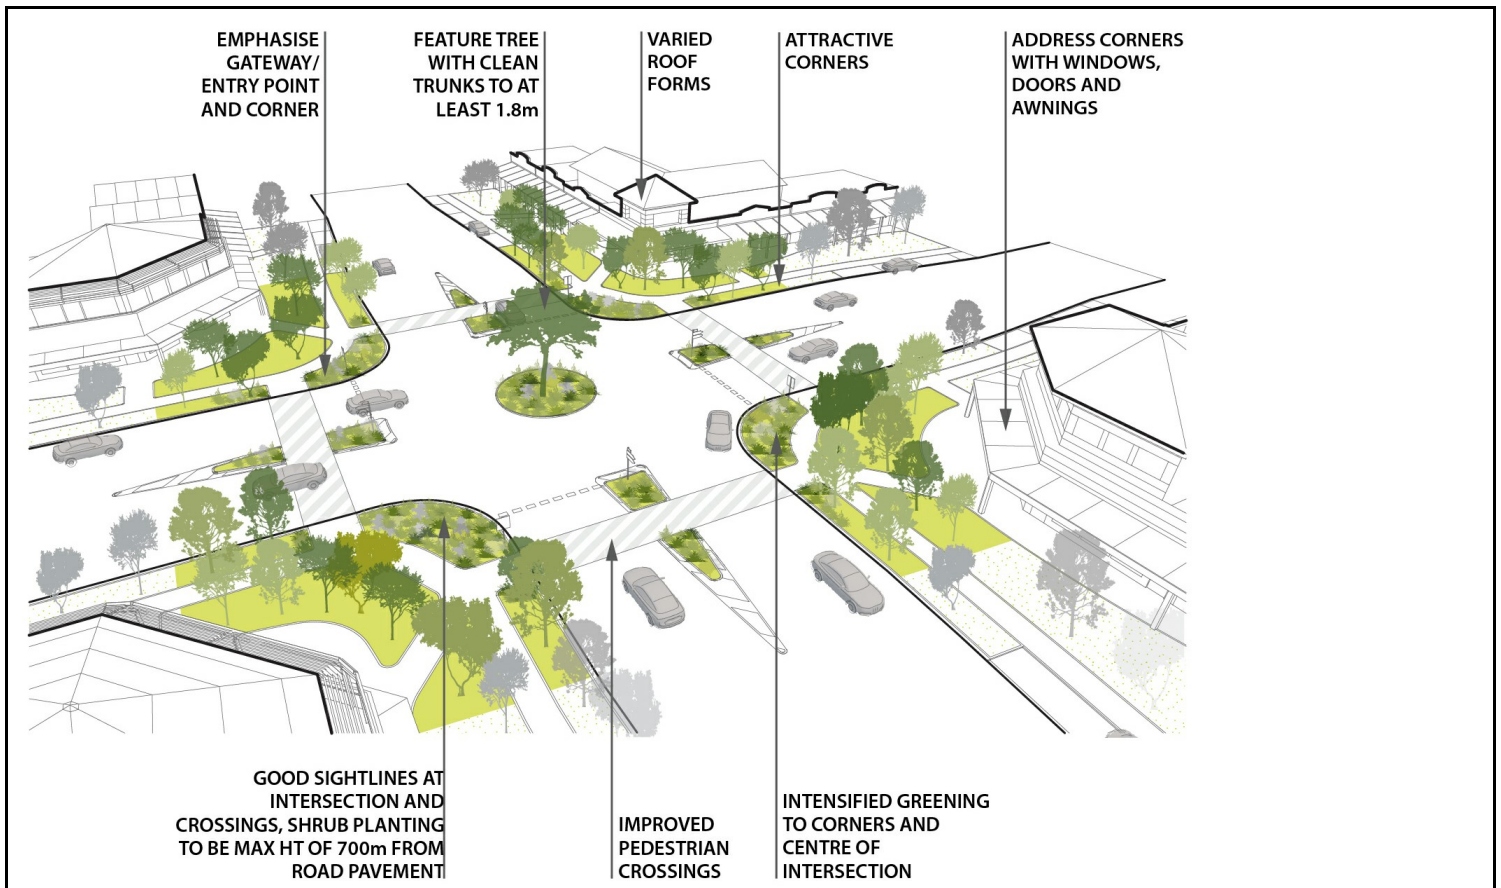 EMPHASISE
GATEWAY/
ENTRY POINT
AND CORNER
FEATURE TREE
WITH CLEAN
TRUNKS TO AT
LEAST 1.8m
VARIED
ROOF
FORMS
ATTRACTIVE
CORNERS
ADDRESS CORNERS
WITH WINDOWS,
DOORS AND
AWNINGS
GOOD SIGHTLINES AT
INTERSECTION AND
CROSSINGS, SHRUB PLANTING
TO BE MAX HT OF 700m FROM
ROAD PAVEMENT
IMPROVED
PEDESTRIAN
CROSSINGS
INTENSIFIED GREENING
TO CORNERS AND
CENTRE OF
INTERSECTION